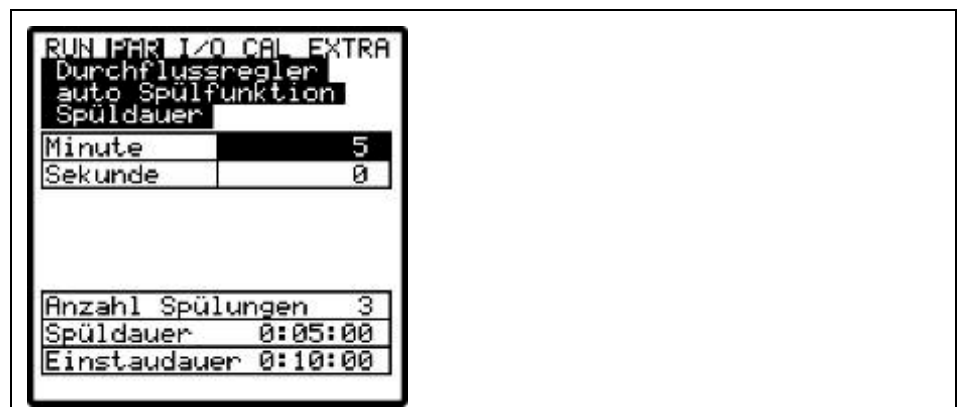 RUN PAR I/O CAL EXTRA
Durchflussregler
auto Spülfunktion
Spüldauer
Minute 5
Sekunde 0
Anzahl Spülungen 3
Spüldauer 0:05:00
Einstaudauer 0:10:00